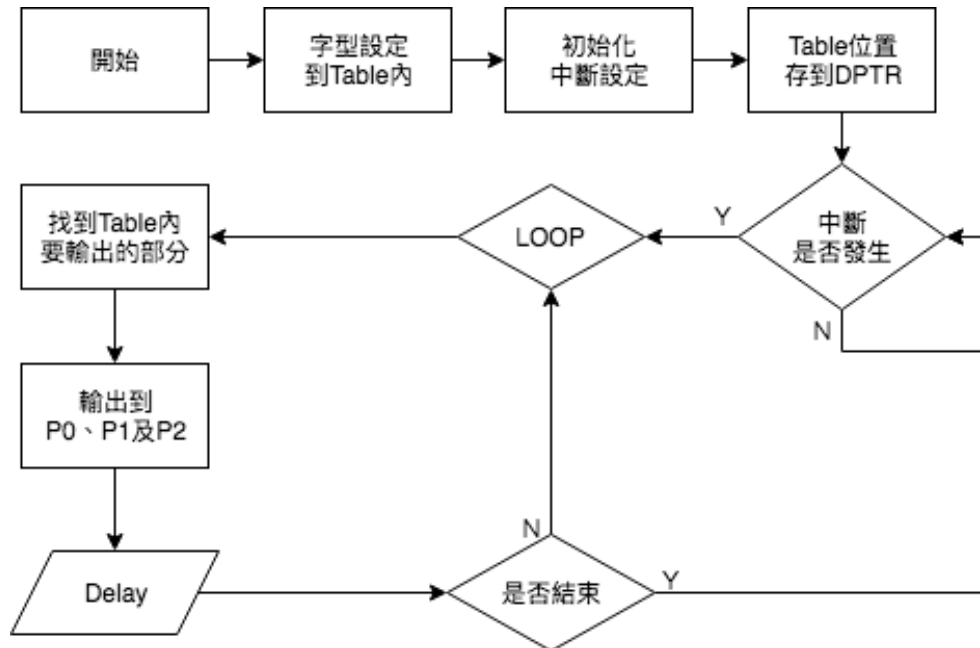 開始
字型設定
到Table內
初始化
中斷設定
Table位置
存到DPTR
中斷
是否發生
Y
N
LOOP
找到Table內
要輸出的部分
輸出到
P0、P1及P2
Delay
是否結束
N
Y